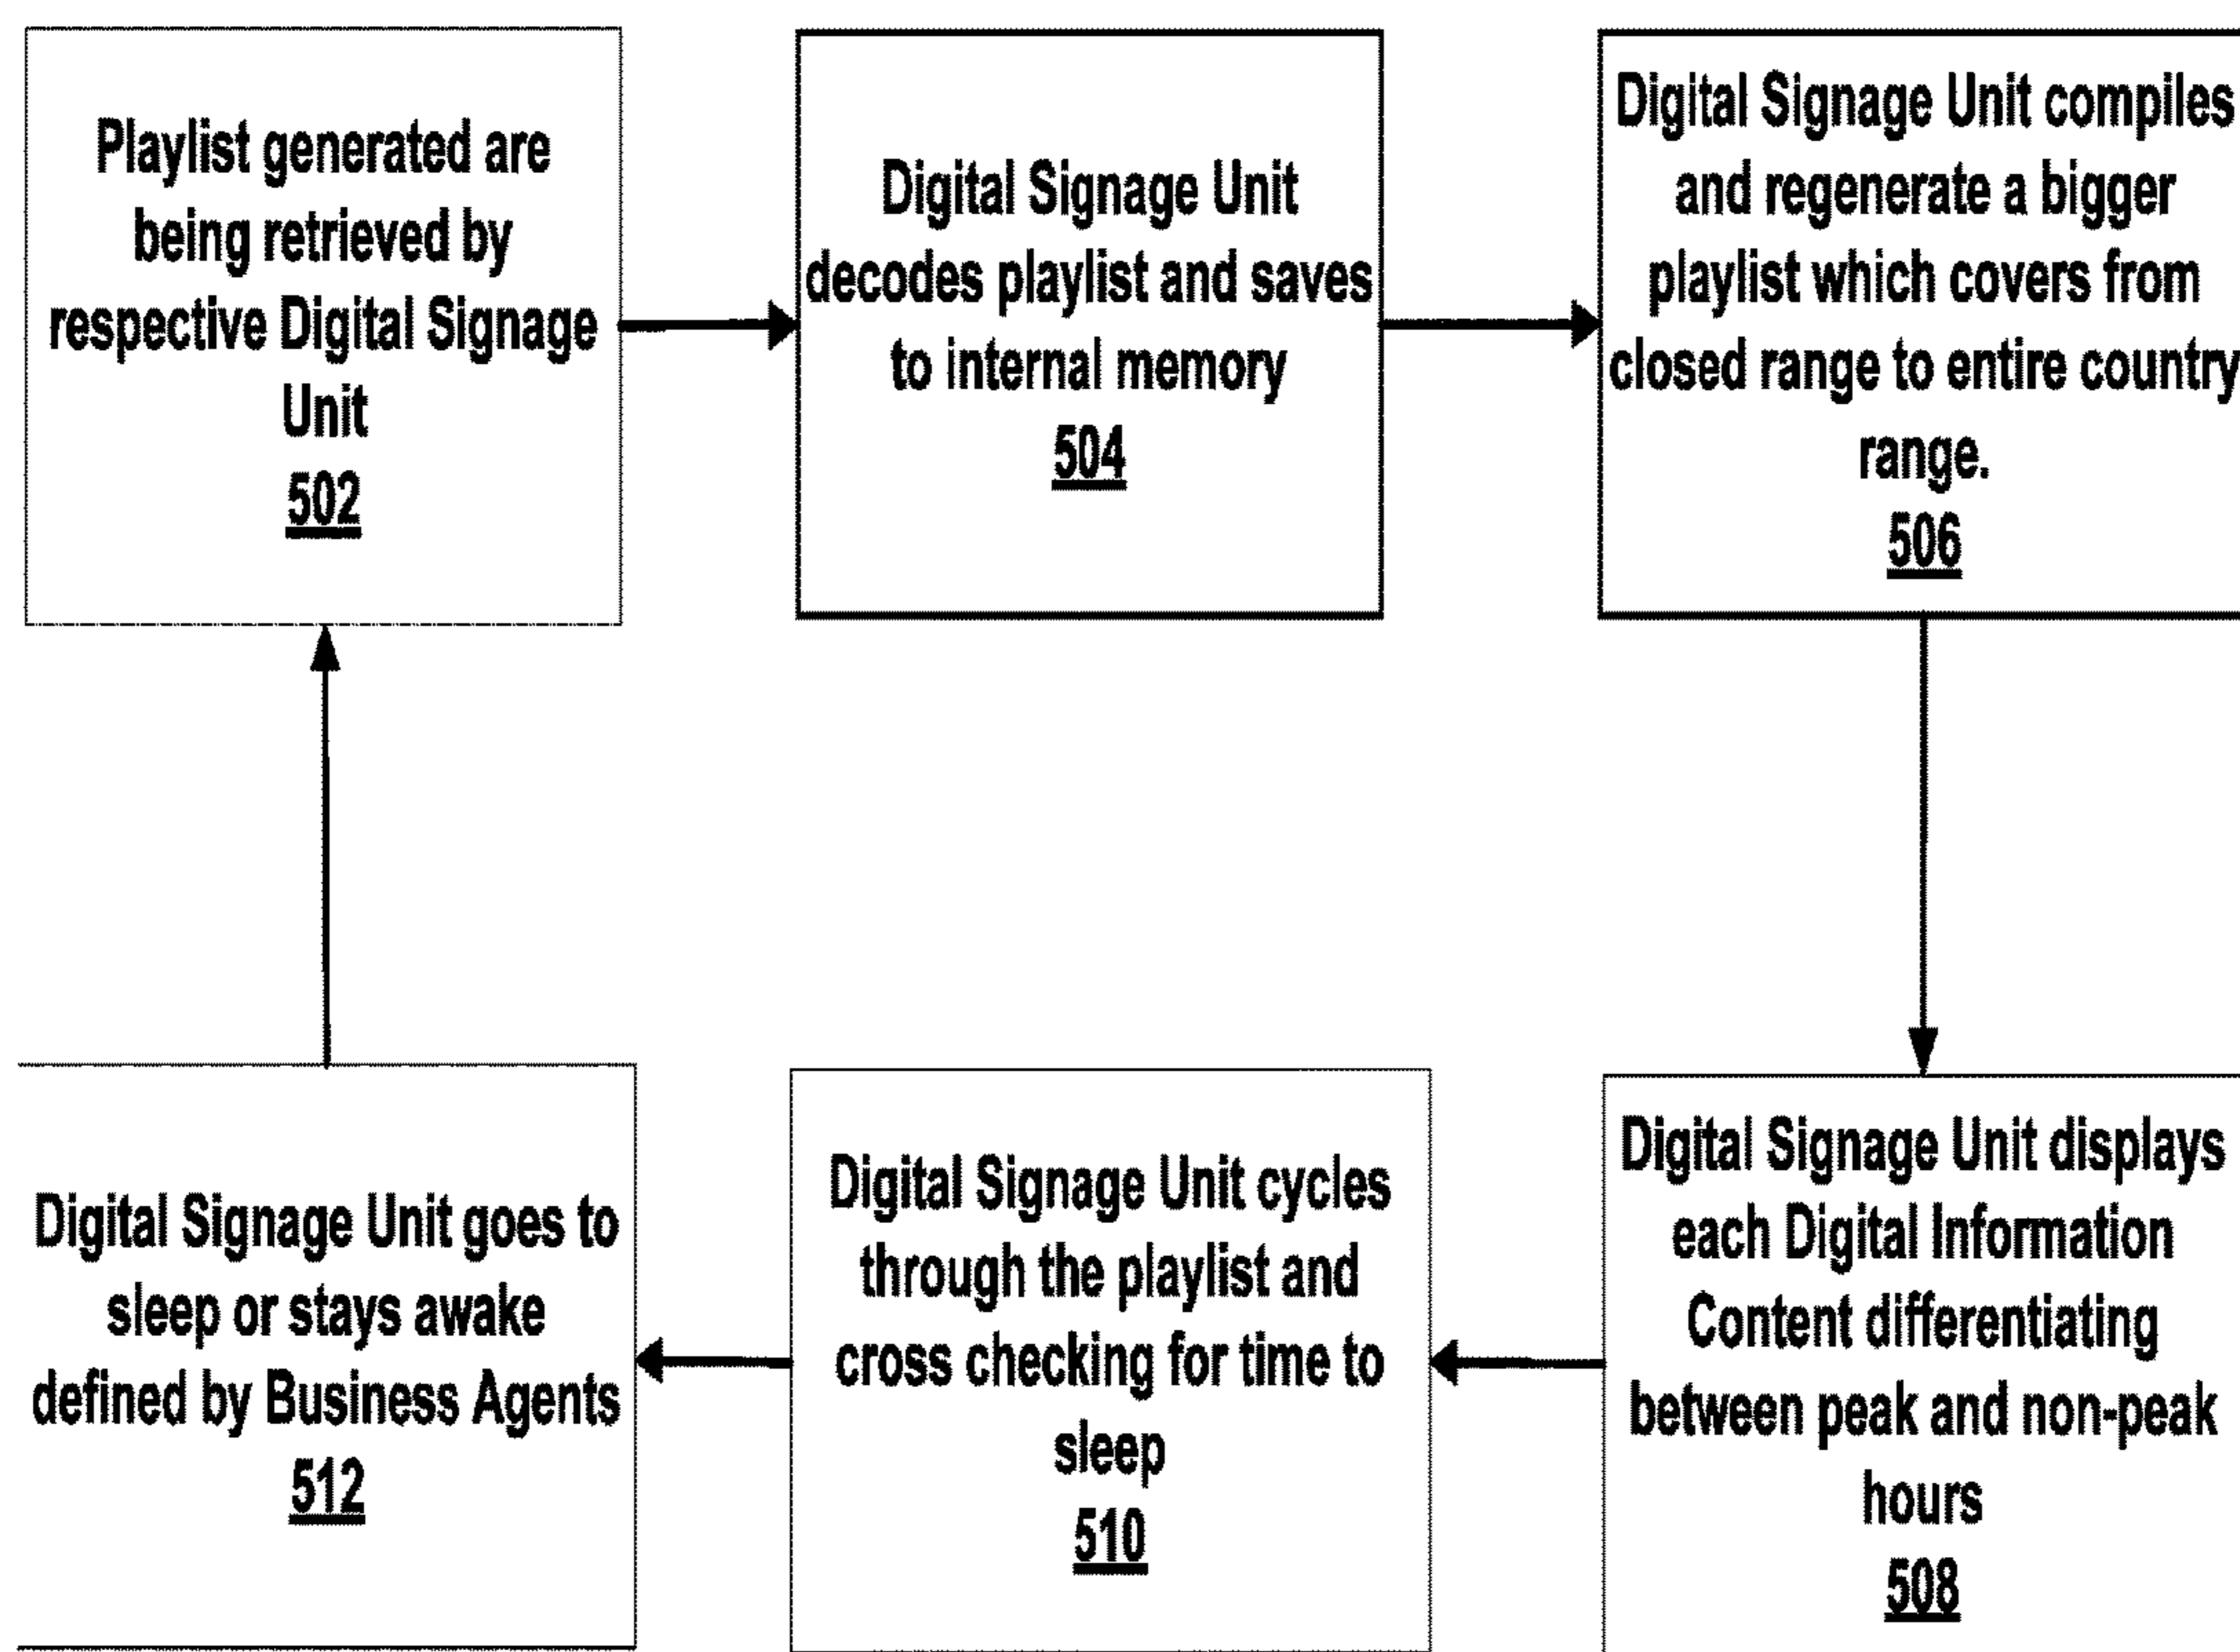 Playlist generated are
being retrieved by
respective Digital Signage
Unit
502
Digital Signage Unit
decodes playlist and saves
to internal memory
504
Digital Signage Unit compiles
and regenerate a bigger
playlist which covers from
closed range to entire country
range.
506
Digital Signage Unit displays
each Digital Information
Content differentiating
between peak and non-peak
hours
508
Digital Signage Unit cycles
through the playlist and
cross checking for time to
sleep
510
Digital Signage Unit goes to
sleep or stays awake
defined by Business Agents
512